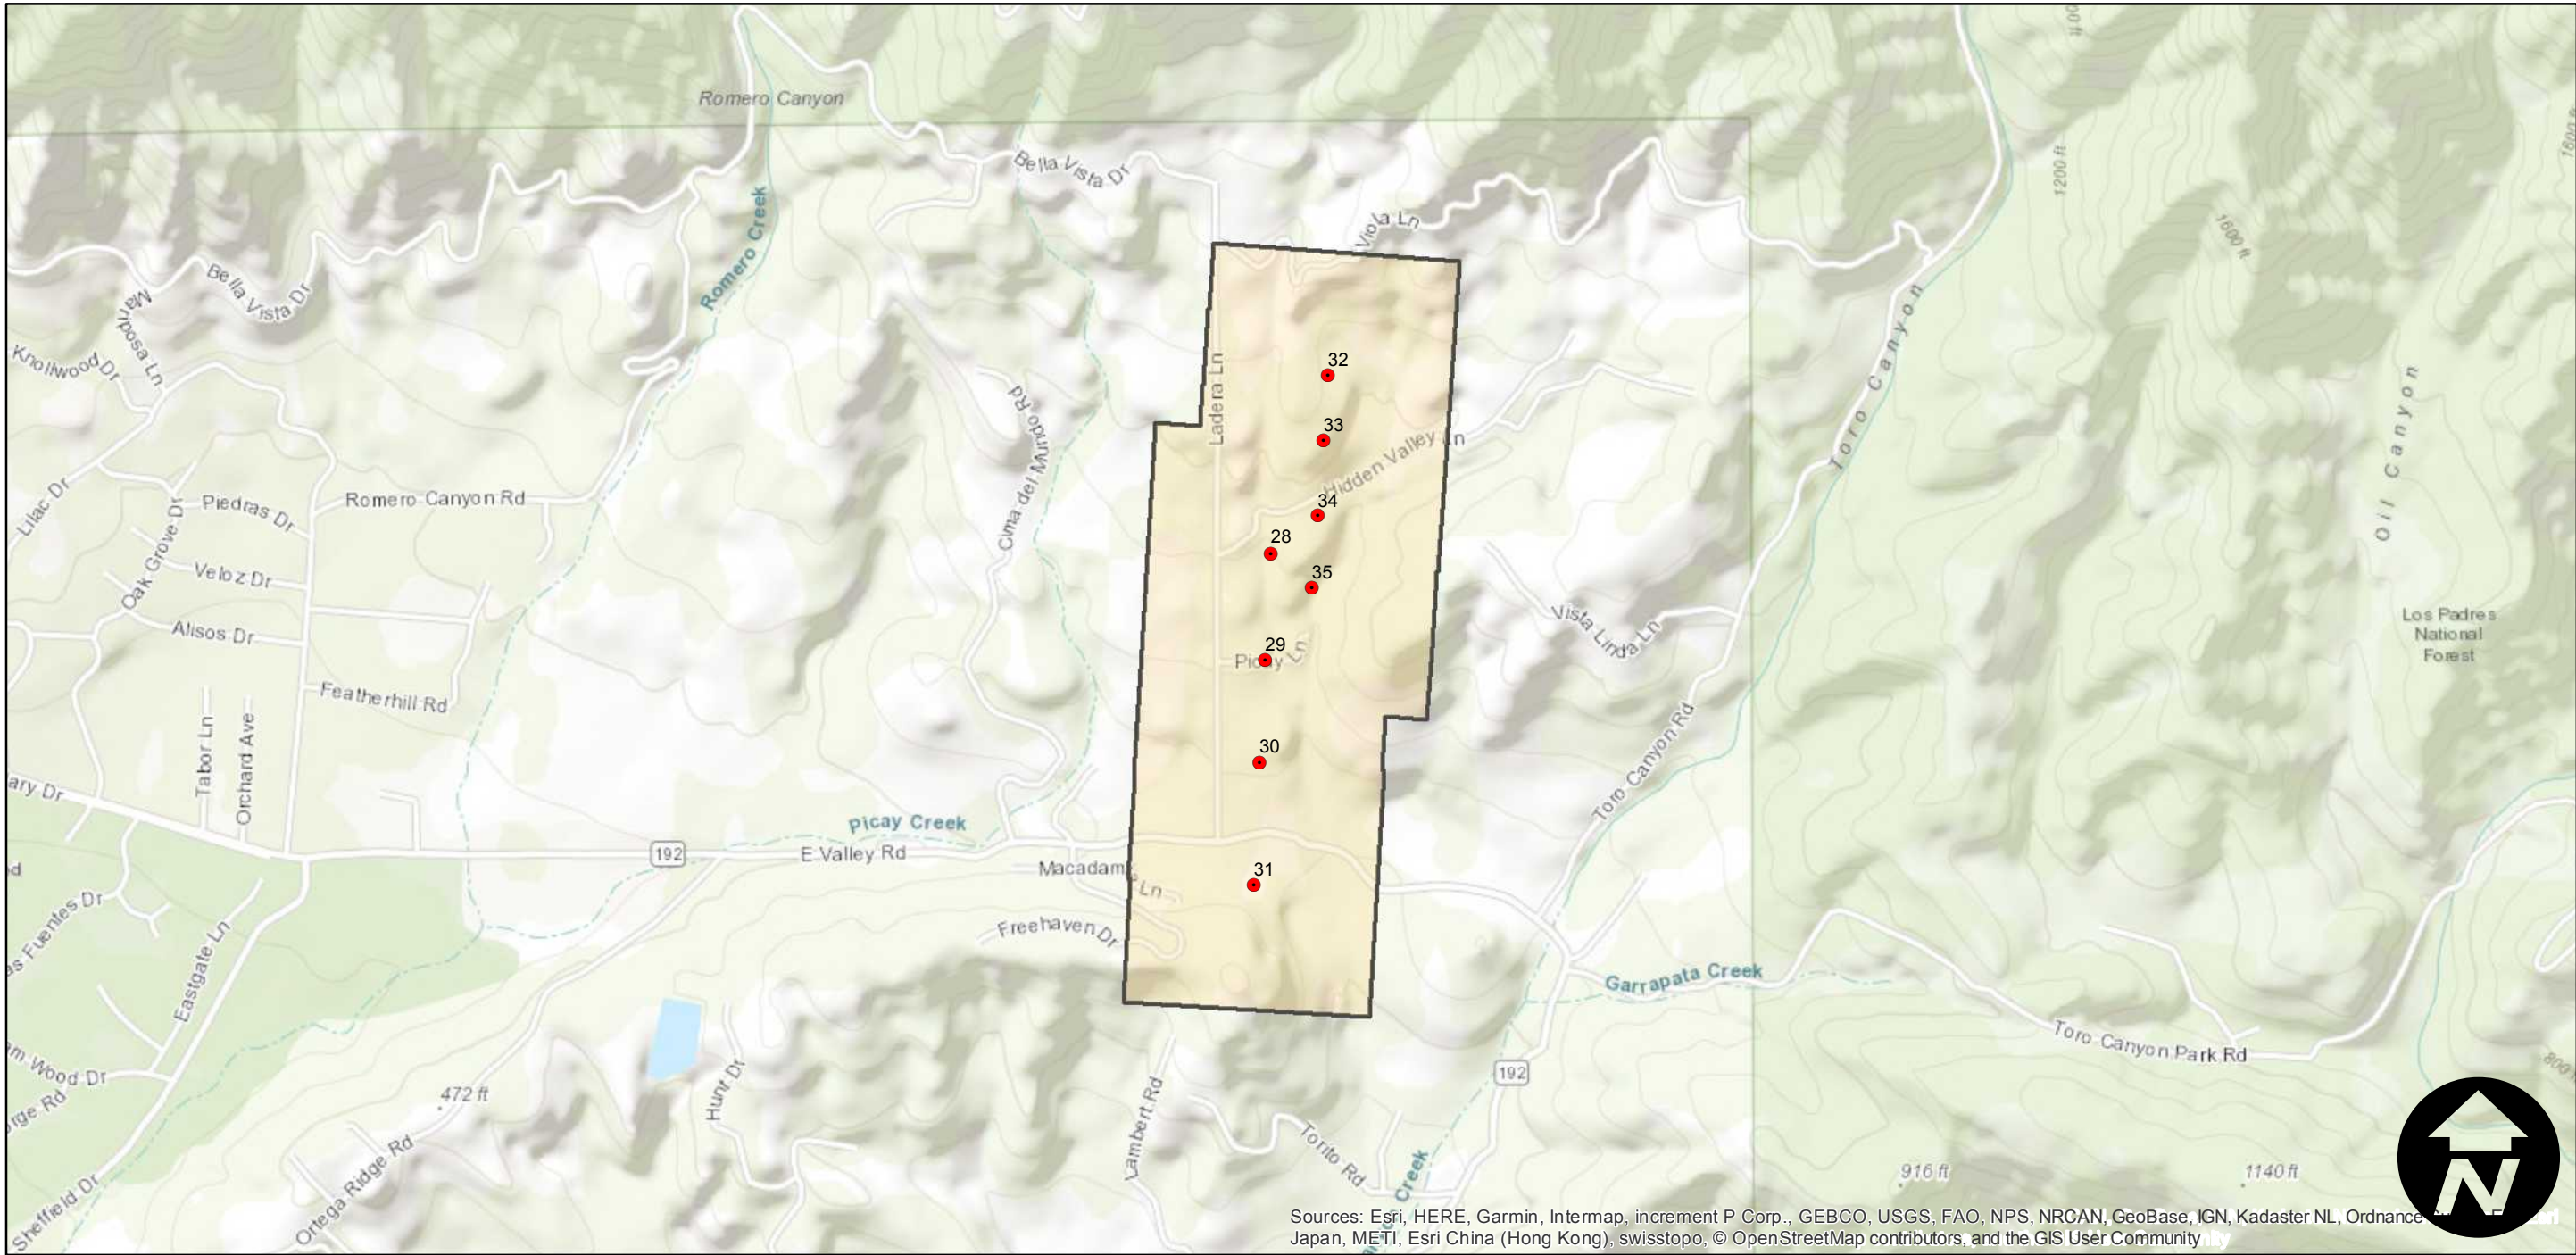 Romero Canyon
Bella Vista Dr
1200 ft
1600 ft
Viola Ln
Romero Creek
Bella Vista Dr
Mariposa Ln
Knollwood Dr
Ladera Ln
32
33
Hidden Valley Ln
Toro Canyon
Oil Canyon
Cima del Mundo Rd
Lilac Dr
Piedras Dr
Romero Canyon Rd
Oak Grove Dr
34
28
35
Veloz Dr
Alisos Dr
Vista Linda Ln
Los Padres
National
Forest
29
Picay Ln
Featherhill Rd
Tabor Ln
Orchard Ave
30
Toro Canyon Rd
ary Dr
Picay Creek
192
E Valley Rd
Macadamia Ln
31
as Fuentes Dr
Eastgate Ln
Freehaven Dr
Garrapata Creek
Toro Canyon Park Rd
192
800
472 ft
Hunt Dr
Lambert Rd
Torito Rd
Creek
Ortega Ridge Rd
Sheffield Dr
916 ft
1140 ft
N
Sources: Esri, HERE, Garmin, Intermap, increment P Corp., GEBCO, USGS, FAO, NPS, NRCAN, GeoBase, IGN, Kadaster NL, Ordnance
Japan, METI, Esri China (Hong Kong), swisstopo, © OpenStreetMap contributors, and the GIS User Community